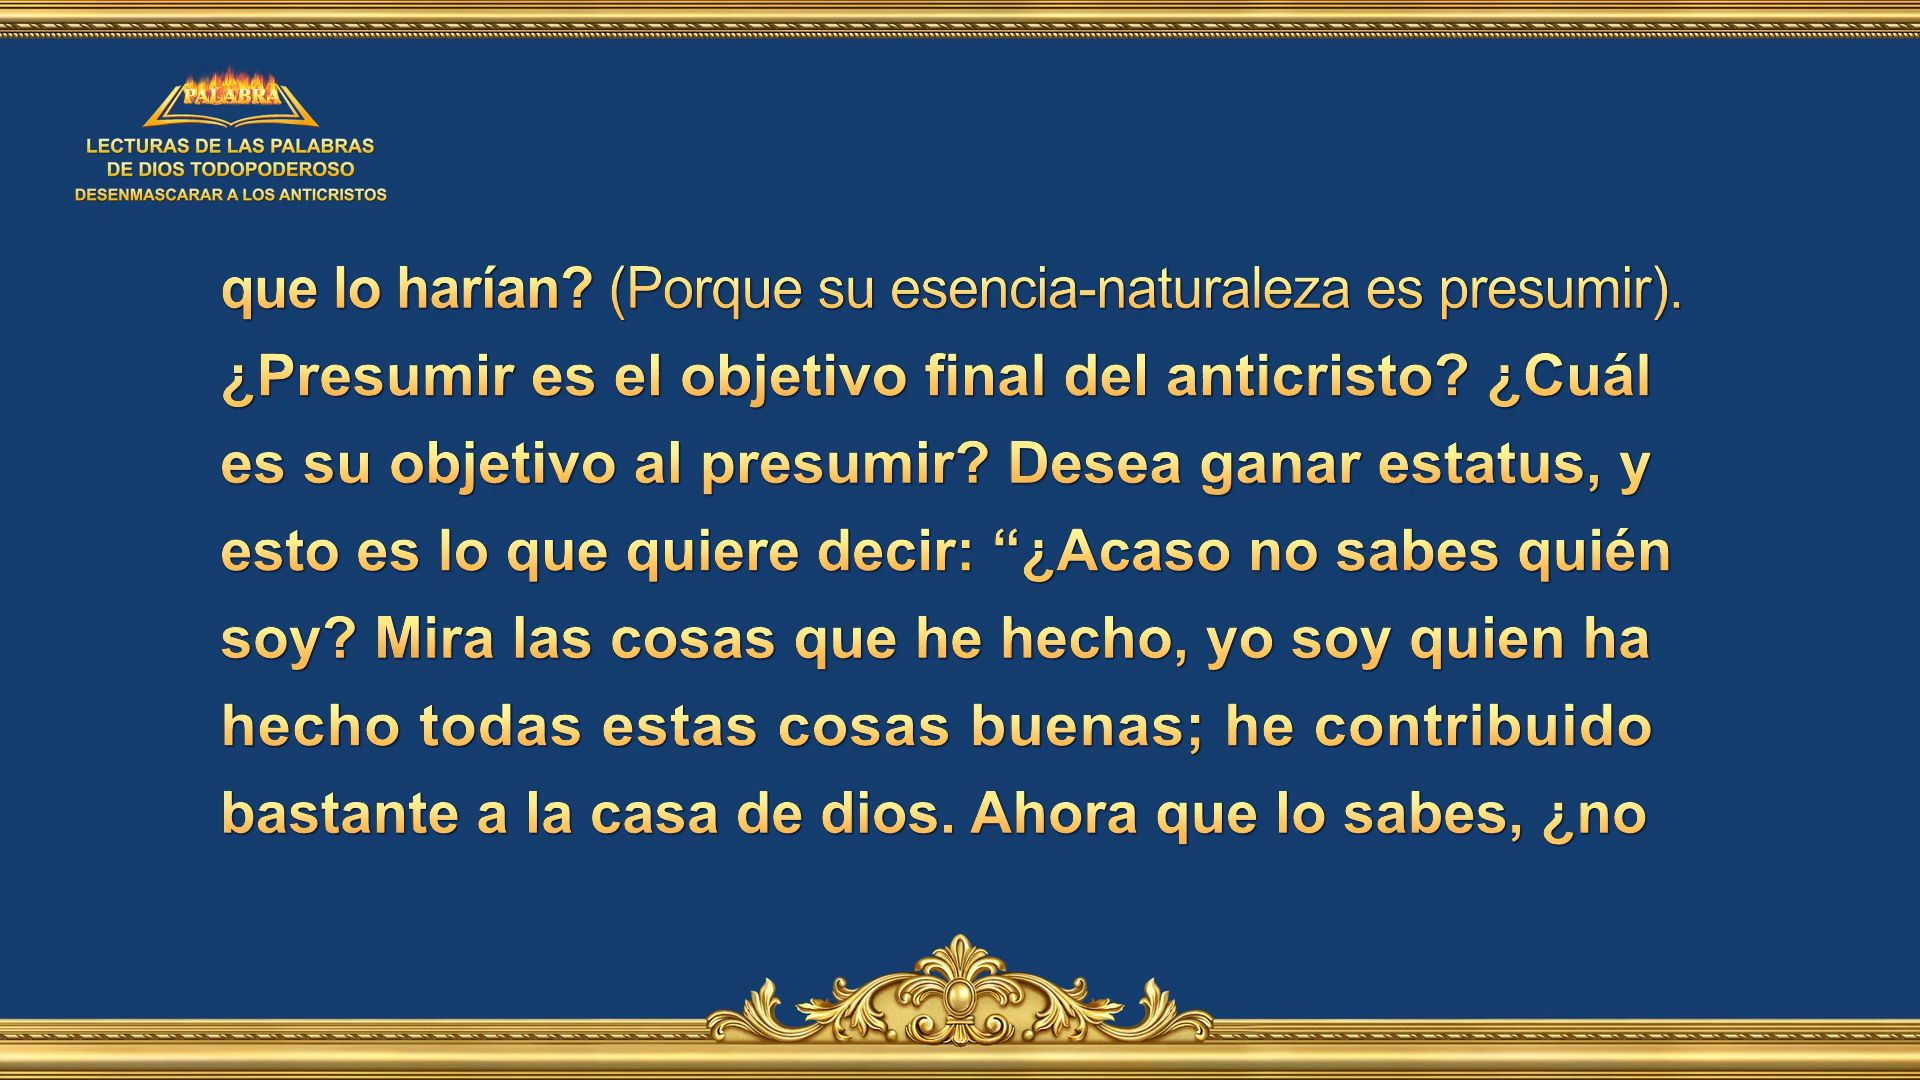 PALABRA
LECTURAS DE LAS PALABRAS
DE DIOS TODOPODEROSO
DESENMASCARAR A LOS ANTICRISTOS
que lo harían? (Porque su esencia-naturaleza es presumir).
¿Presumir es el objetivo final del anticristo? ¿Cuál
es su objetivo al presumir? Desea ganar estatus, y
esto es lo que quiere decir: “¿Acaso no sabes quién
soy? Mira las cosas que he hecho, yo soy quien ha
hecho todas estas cosas buenas; he contribuido
bastante a la casa de dios. Ahora que lo sabes, ¿no